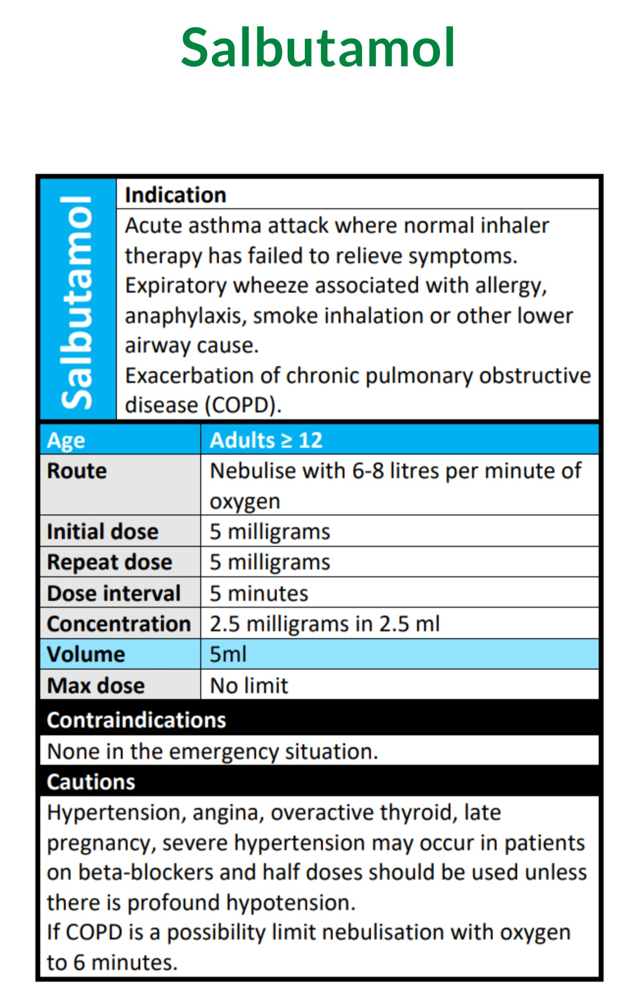 Salbutamol
Salbutamol
Indication
Acute asthma attack where normal inhaler
therapy has failed to relieve symptoms.
Expiratory wheeze associated with allergy,
anaphylaxis, smoke inhalation or other lower
airway cause.
Exacerbation of chronic pulmonary obstructive
disease (COPD).
Age Adults ≥ 12
Route Nebulise with 6-8 litres per minute of
oxygen
Initial dose 5 milligrams
Repeat dose 5 milligrams
Dose interval 5 minutes
Concentration 2.5 milligrams in 2.5 ml
Volume 5ml
Max dose No limit
Contraindications
None in the emergency situation.
Cautions
Hypertension, angina, overactive thyroid, late
pregnancy, severe hypertension may occur in patients
on beta-blockers and half doses should be used unless
there is profound hypotension.
If COPD is a possibility limit nebulisation with oxygen
to 6 minutes.